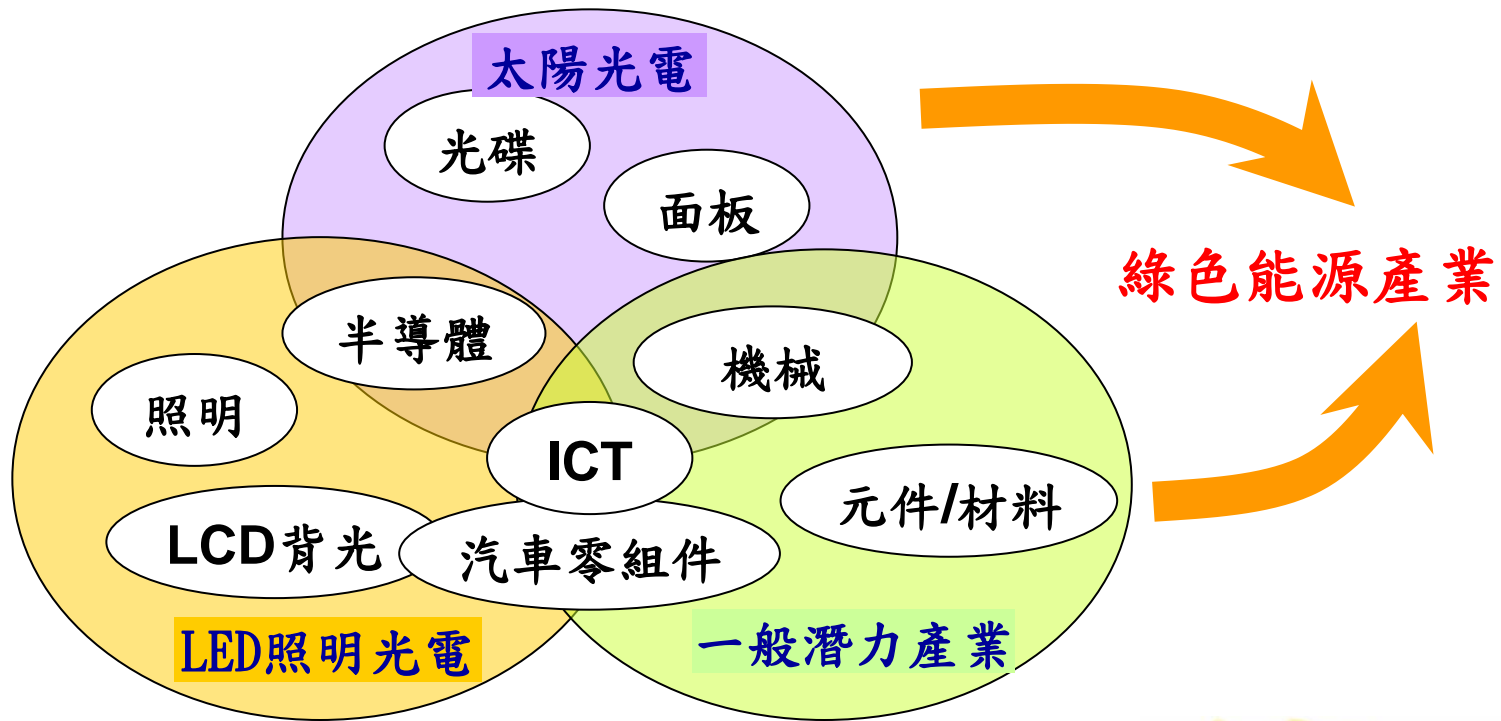 太陽光電
光碟
面板
綠色能源產業
半導體
機械
照明
ICT
元件/材料
LCD背光
汽車零組件
LED照明光電
一般潛力產業